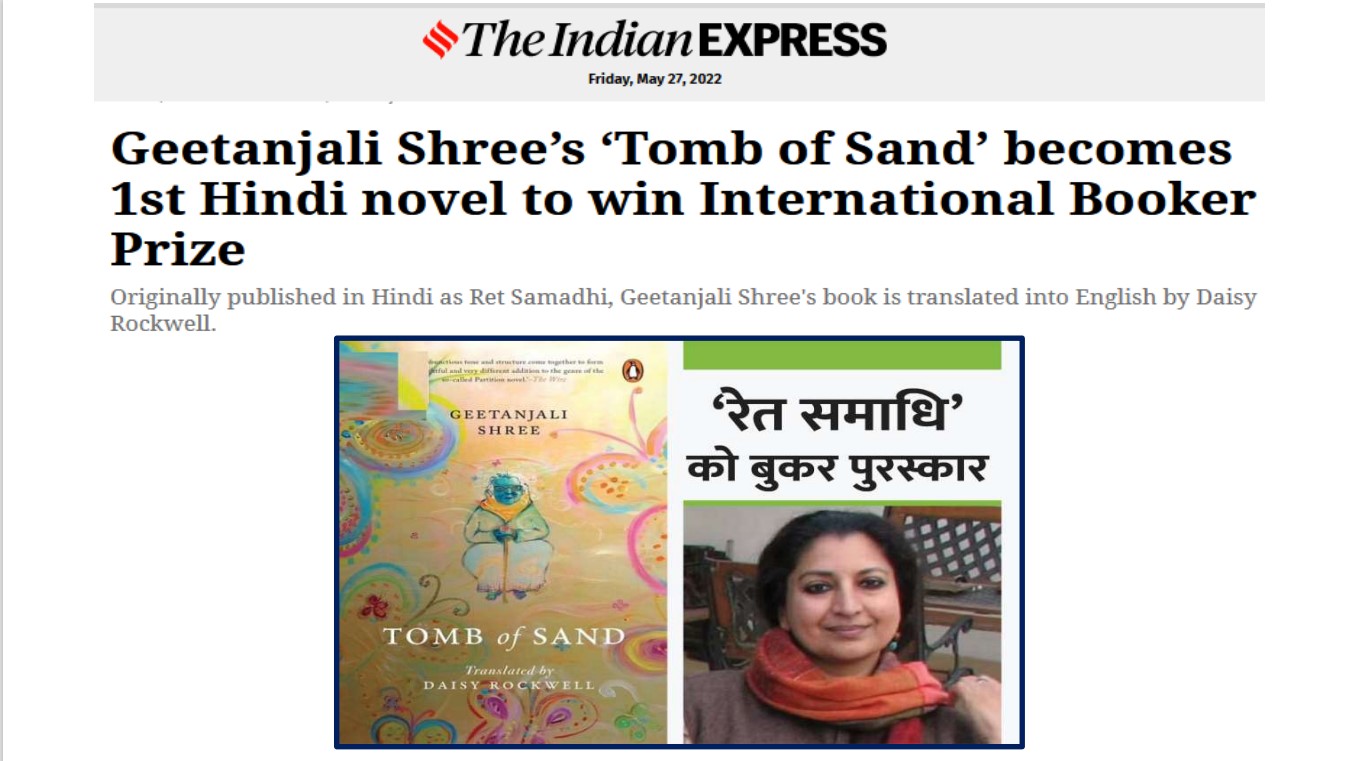 The Indian EXPRESS
Friday, May 27, 2022
Geetanjali Shree’s ‘Tomb of Sand’ becomes
1st Hindi novel to win International Booker
Prize
Originally published in Hindi as Ret Samadhi, Geetanjali Shree's book is translated into English by Daisy
Rockwell.
tone and structure come together to form
and very different addition to the genre of the
so-called Partition novel.'–The Wire
GEETANJALI
SHREE
TOMB of SAND
Translated by
DAISY ROCKWELL
‘रेत समाधि’
को बुकर पुरस्कार